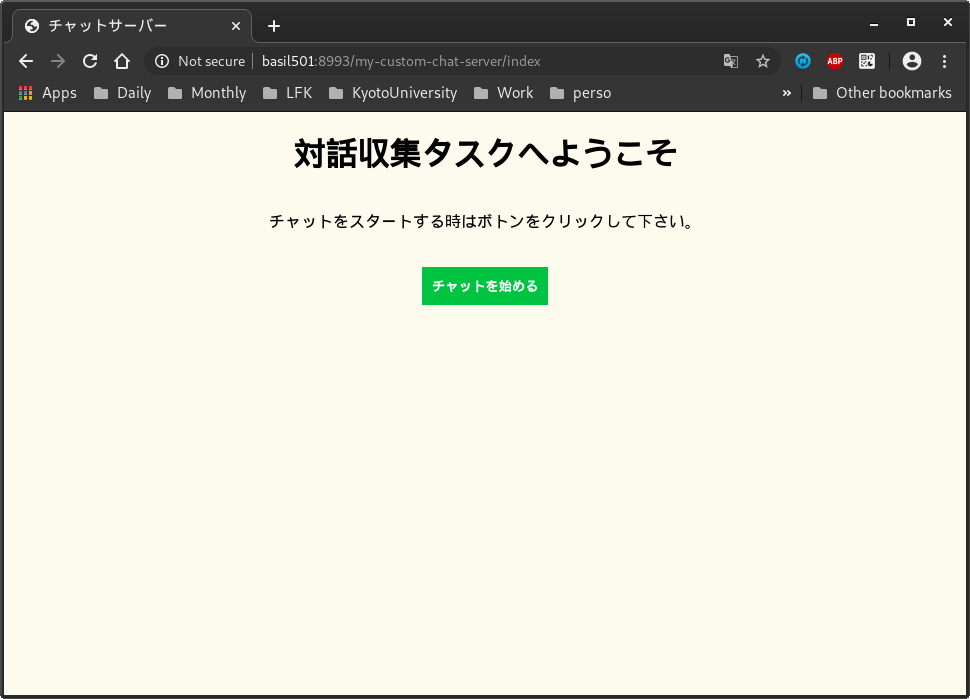 チャットサーバー
Not secure | basil501:8993/my-custom-chat-server/index
ABP
Apps Daily Monthly LFK KyotoUniversity Work perso » Other bookmarks
対話収集タスクへようこそ
チャットをスタートする時はボトンをクリックして下さい。
チャットを始める